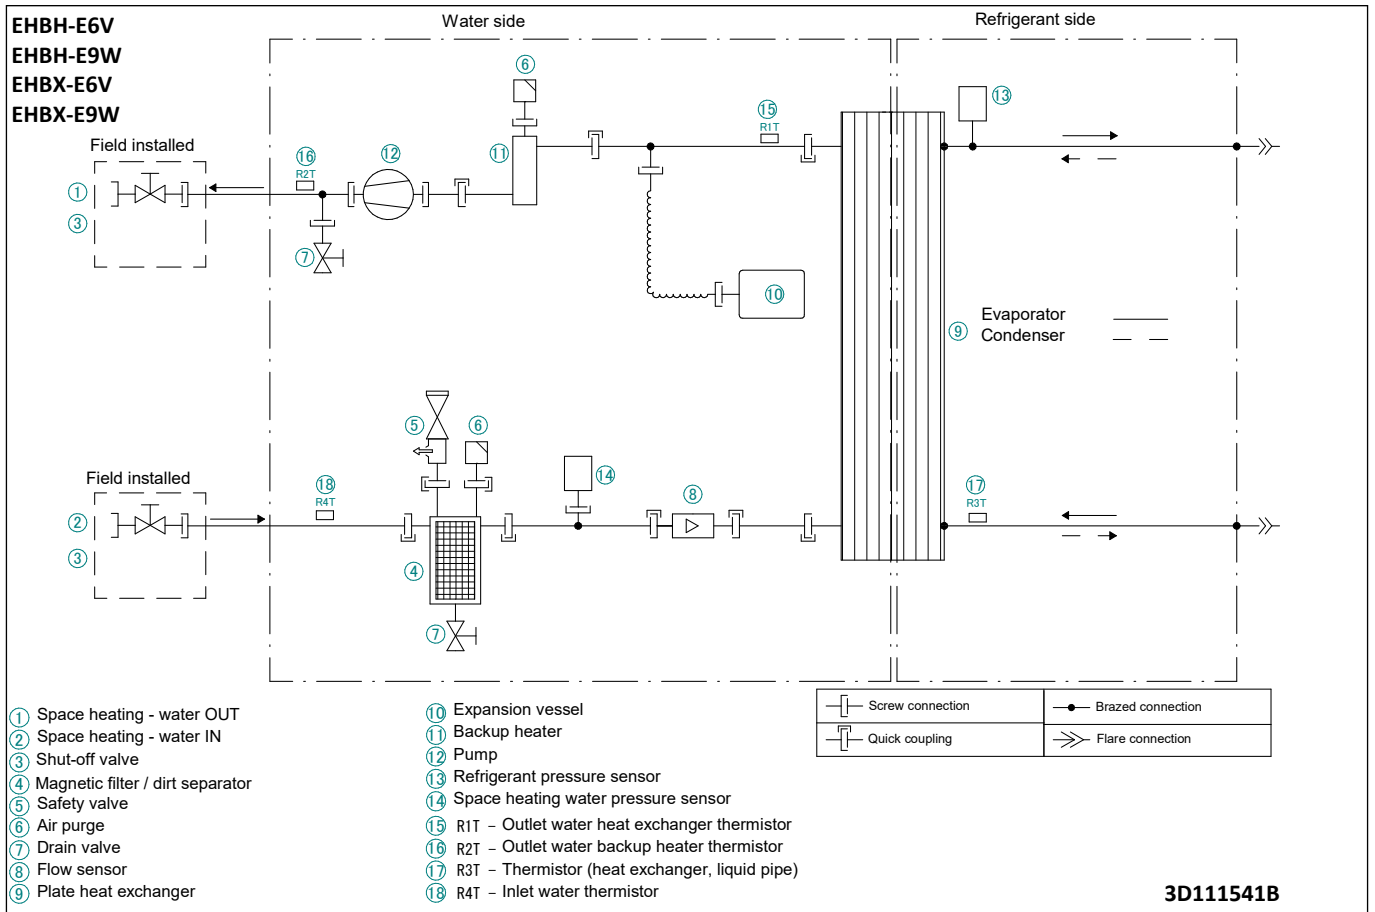 EHBH-E6V
EHBH-E9W
EHBX-E6V
EHBX-E9W
Water side
Refrigerant side
6
13
15
R1T
Field installed
16
R2T
12
11
1
3
7
10
Evaporator
Condenser
9
5
6
14
Field installed
18
R4T
8
17
R3T
2
3
4
7
1 Space heating - water OUT
2 Space heating - water IN
3 Shut-off valve
4 Magnetic filter / dirt separator
5 Safety valve
6 Air purge
7 Drain valve
8 Flow sensor
9 Plate heat exchanger
10 Expansion vessel
11 Backup heater
12 Pump
13 Refrigerant pressure sensor
14 Space heating water pressure sensor
15 R1T – Outlet water heat exchanger thermistor
16 R2T – Outlet water backup heater thermistor
17 R3T – Thermistor (heat exchanger, liquid pipe)
18 R4T – Inlet water thermistor
Screw connection
Brazed connection
Quick coupling
Flare connection
3D111541B